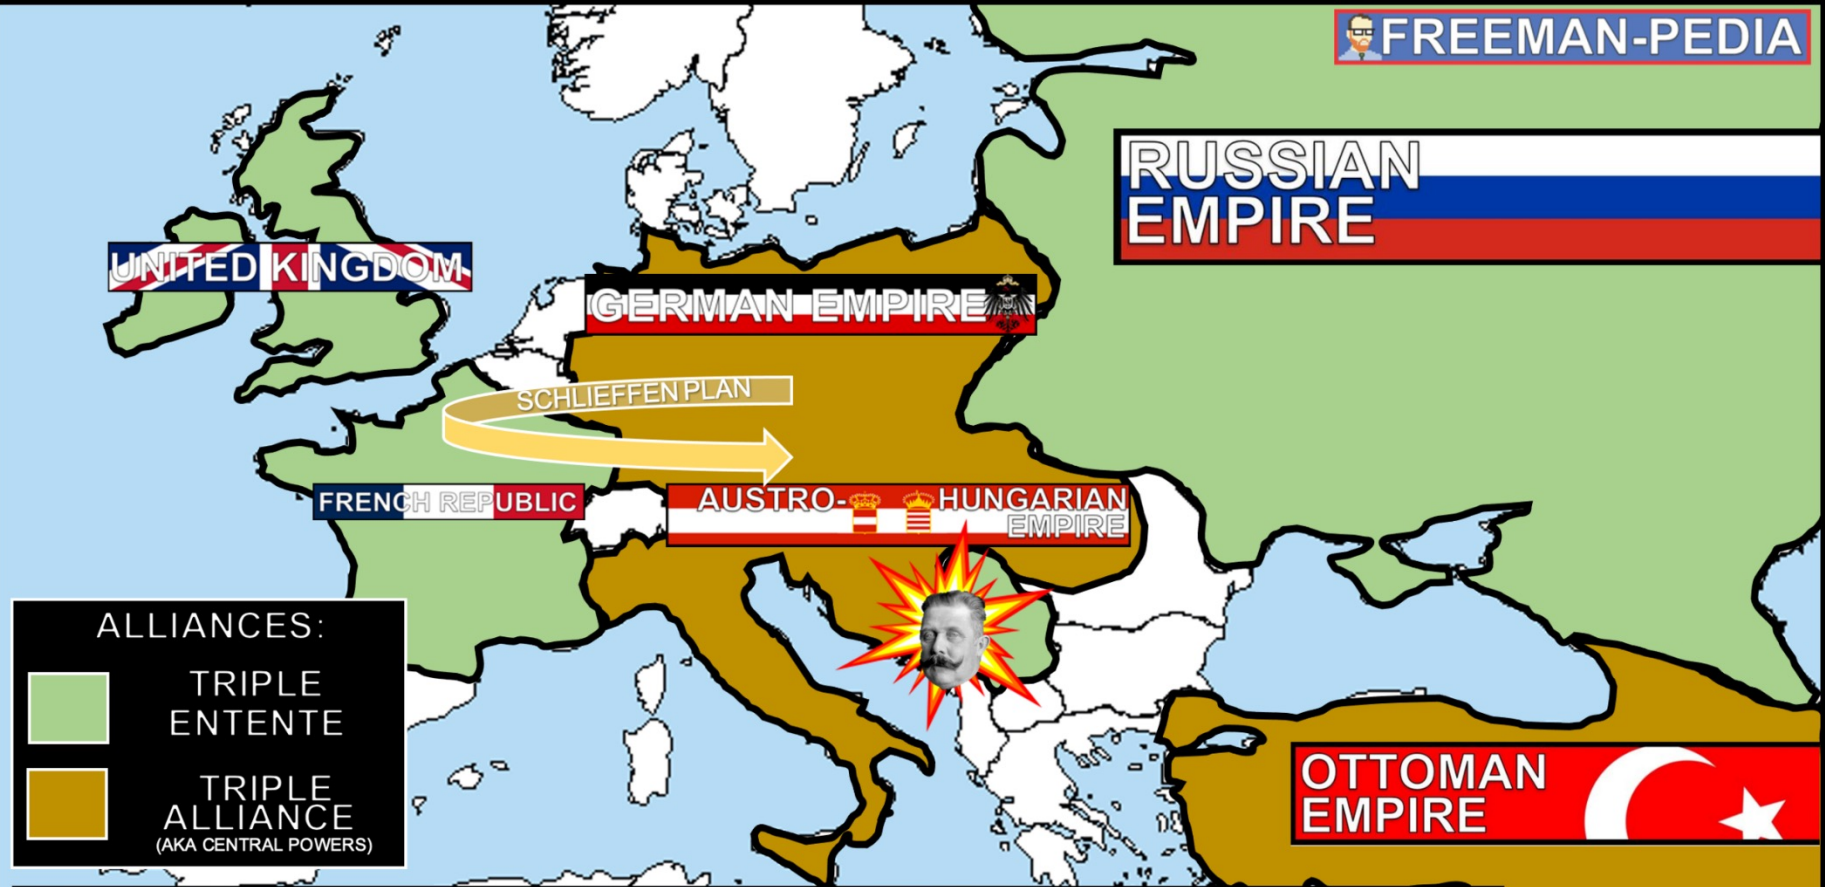 FREEMAN-PEDIA
RUSSIAN
EMPIRE
UNITED KINGDOM
GERMAN EMPIRE
SCHLIEFFEN PLAN
FRENCH REPUBLIC
AUSTRO-HUNGARIAN
EMPIRE
ALLIANCES:
TRIPLE
ENTENTE
TRIPLE
ALLIANCE
(AKA CENTRAL POWERS)
OTTOMAN
EMPIRE